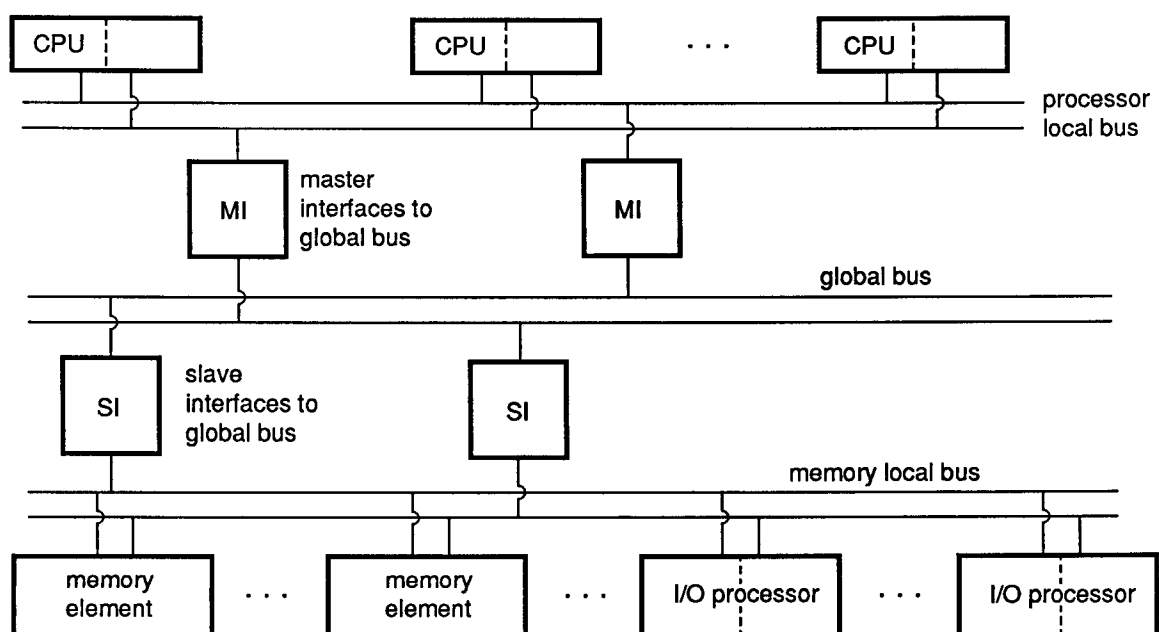 CPU CPU . . . CPU
processor
local bus
master
interfaces to
global bus
MI MI
global bus
slave
interfaces to
global bus
SI SI
memory local bus
memory
element
. . .
memory
element
. . .
I/O processor
. . .
I/O processor